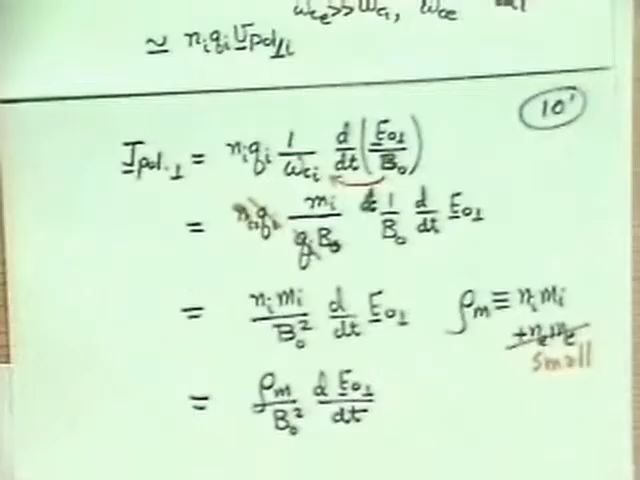 ω_ce >> ω_ci, ω_ce
≃ n_i q_i U_pol⊥i
10'
J_pol.⊥ = n_i q_i 1/ω_ci d/dt (E_0⊥/B_0)
= n_i q_i m_i/(q_i B_0) 1/B_0 d/dt E_0⊥
= n_i m_i/B_0² d/dt E_0⊥ ρ_m ≡ n_i m_i
+n_e m_e
small
= ρ_m/B_0² dE_0⊥/dt